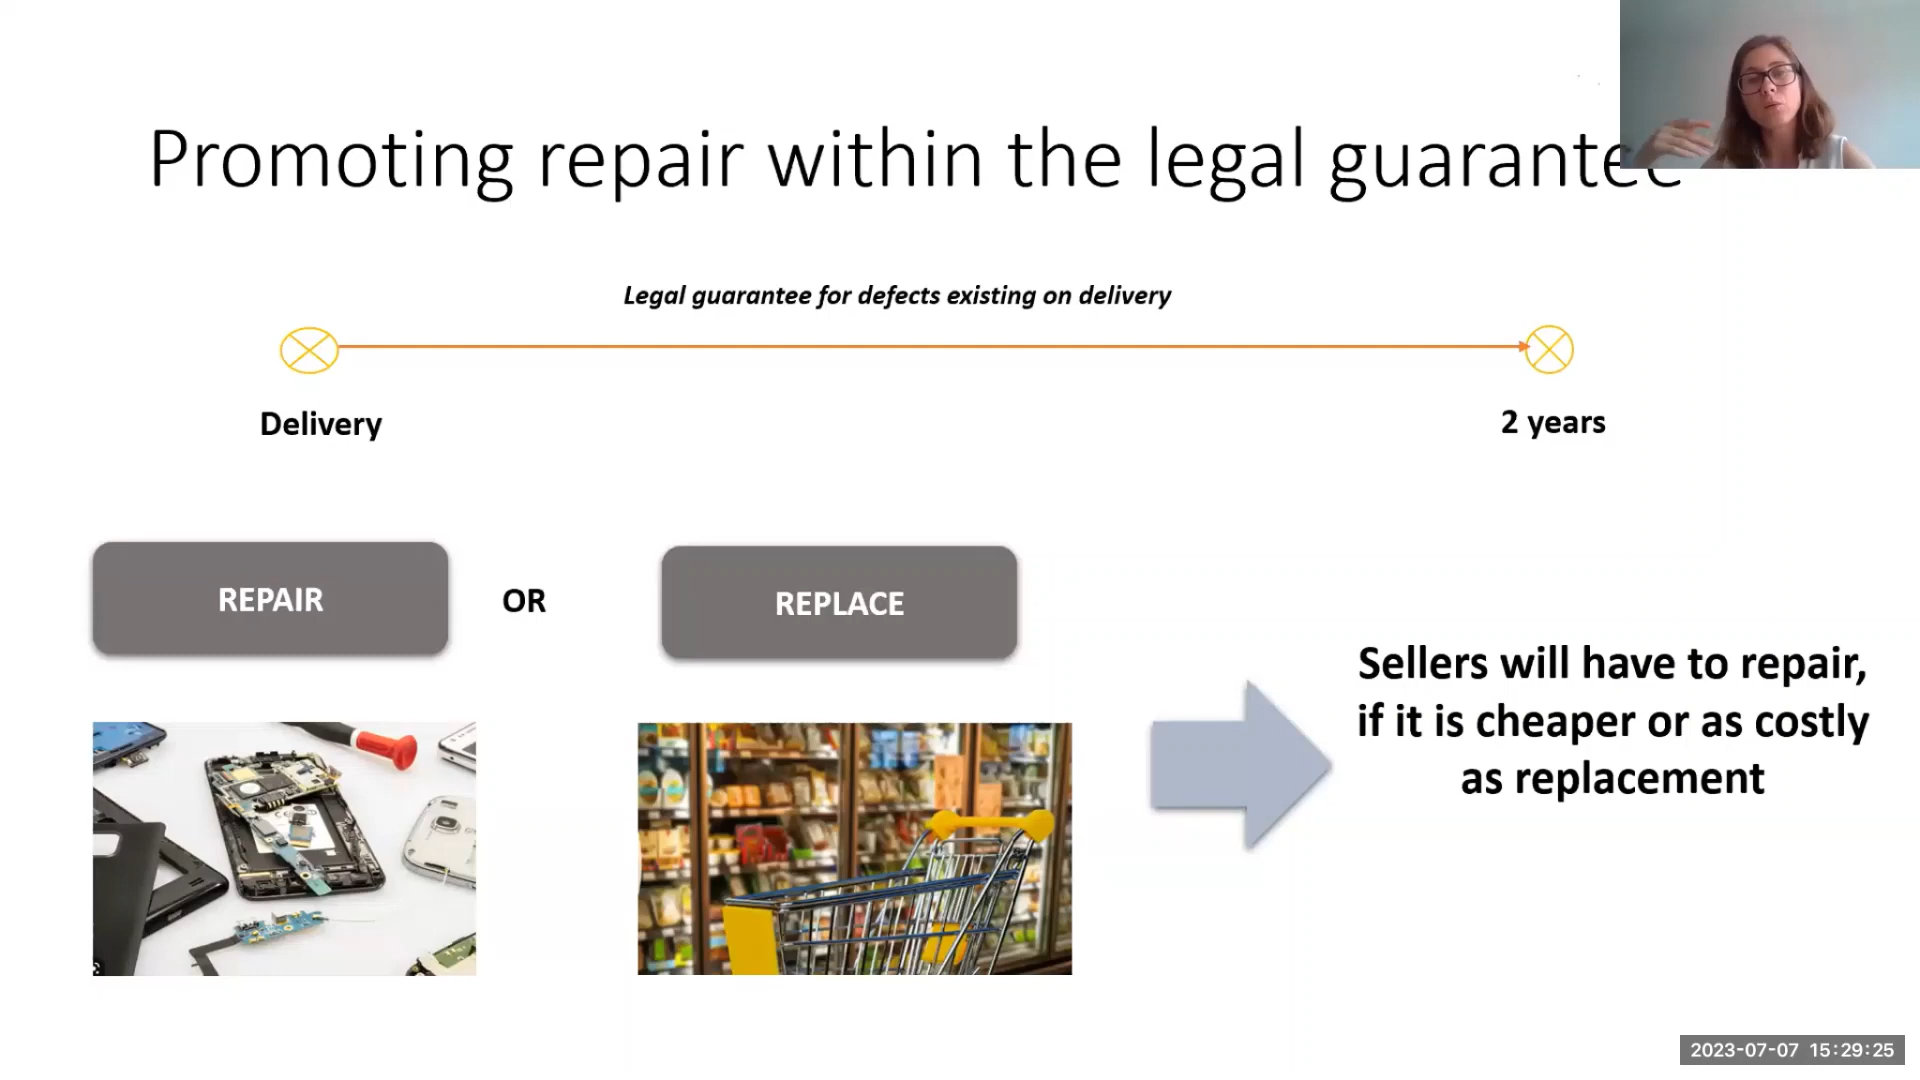 Promoting repair within the legal guarantee
Legal guarantee for defects existing on delivery
Delivery
2 years
REPAIR
OR
REPLACE
Sellers will have to repair,
if it is cheaper or as costly
as replacement
2023-07-07 15:29:25